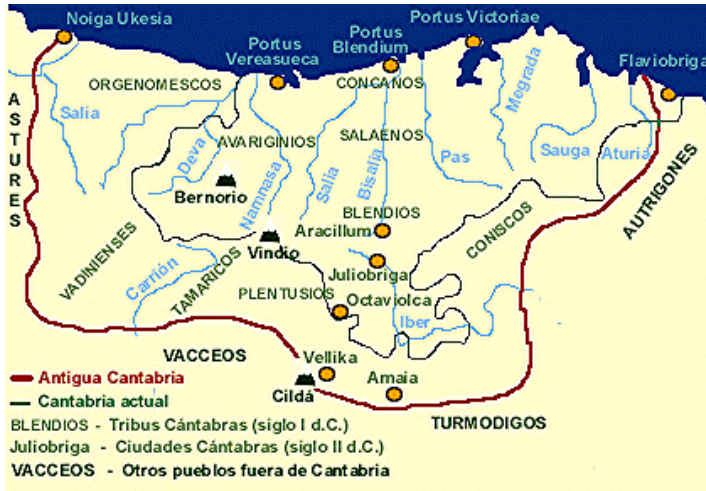 Noiga Ukesia
Portus Vereasueca
Portus Blendium
Portus Victoriae
Flaviobriga
ORGENOMESCOS
CONCANOS
Megrada
ASTURES
Salia
Deva
AVARIGINIOS
SALAENOS
Pas
Sauga
Aturia
AUTRIGONES
Bernorio
Namnasa
Salia
Bisalia
BLENDIOS
Aracillum
CONISCOS
VADINIENSES
Carrión
TAMARICOS
Vindio
Juliobriga
PLENTUSIOS
Octaviolca
Iber
VACCEOS
Vellika
Cildá
Amaia
TURMODIGOS
Antigua Cantabria
Cantabria actual
BLENDIOS - Tribus Cántabras (siglo I d.C.)
Juliobriga - Ciudades Cántabras (siglo II d.C.)
VACCEOS - Otros pueblos fuera de Cantabria